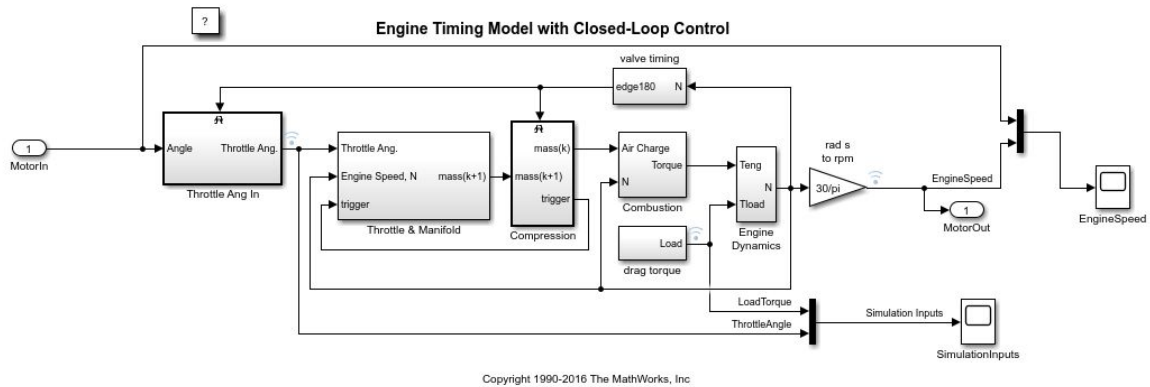 ?
Engine Timing Model with Closed-Loop Control
valve timing
edge180 N
1
MotorIn
Angle Throttle Ang.
Throttle Ang In
Throttle Ang.
Engine Speed, N mass(k+1)
trigger
Throttle & Manifold
mass(k)
mass(k+1)
trigger
Compression
Air Charge
Torque
N
Combustion
Load
drag torque
Teng
N
Tload
Engine
Dynamics
rad s
to rpm
30/pi
EngineSpeed
1
MotorOut
EngineSpeed
LoadTorque
ThrottleAngle
Simulation Inputs
SimulationInputs
Copyright 1990-2016 The MathWorks, Inc